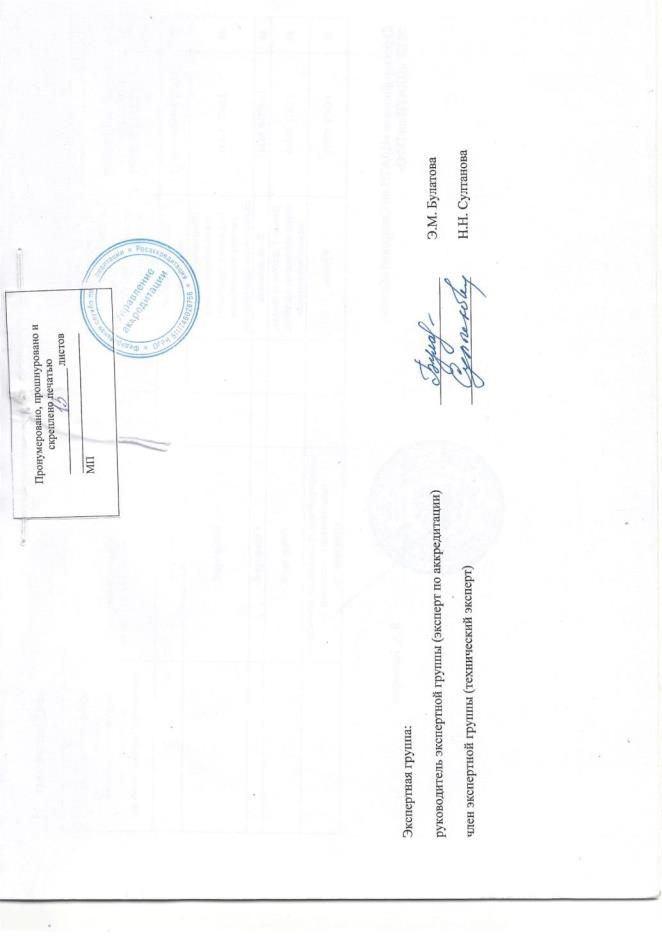 Пронумеровано, прошнуровано и
скреплено печатью
листов
МП
Росаккредитация
Управление
аккредитации
Экспертная группа:
руководитель экспертной группы (эксперт по аккредитации) Э.М. Булатова
член экспертной группы (технический эксперт) Н.Н. Султанова